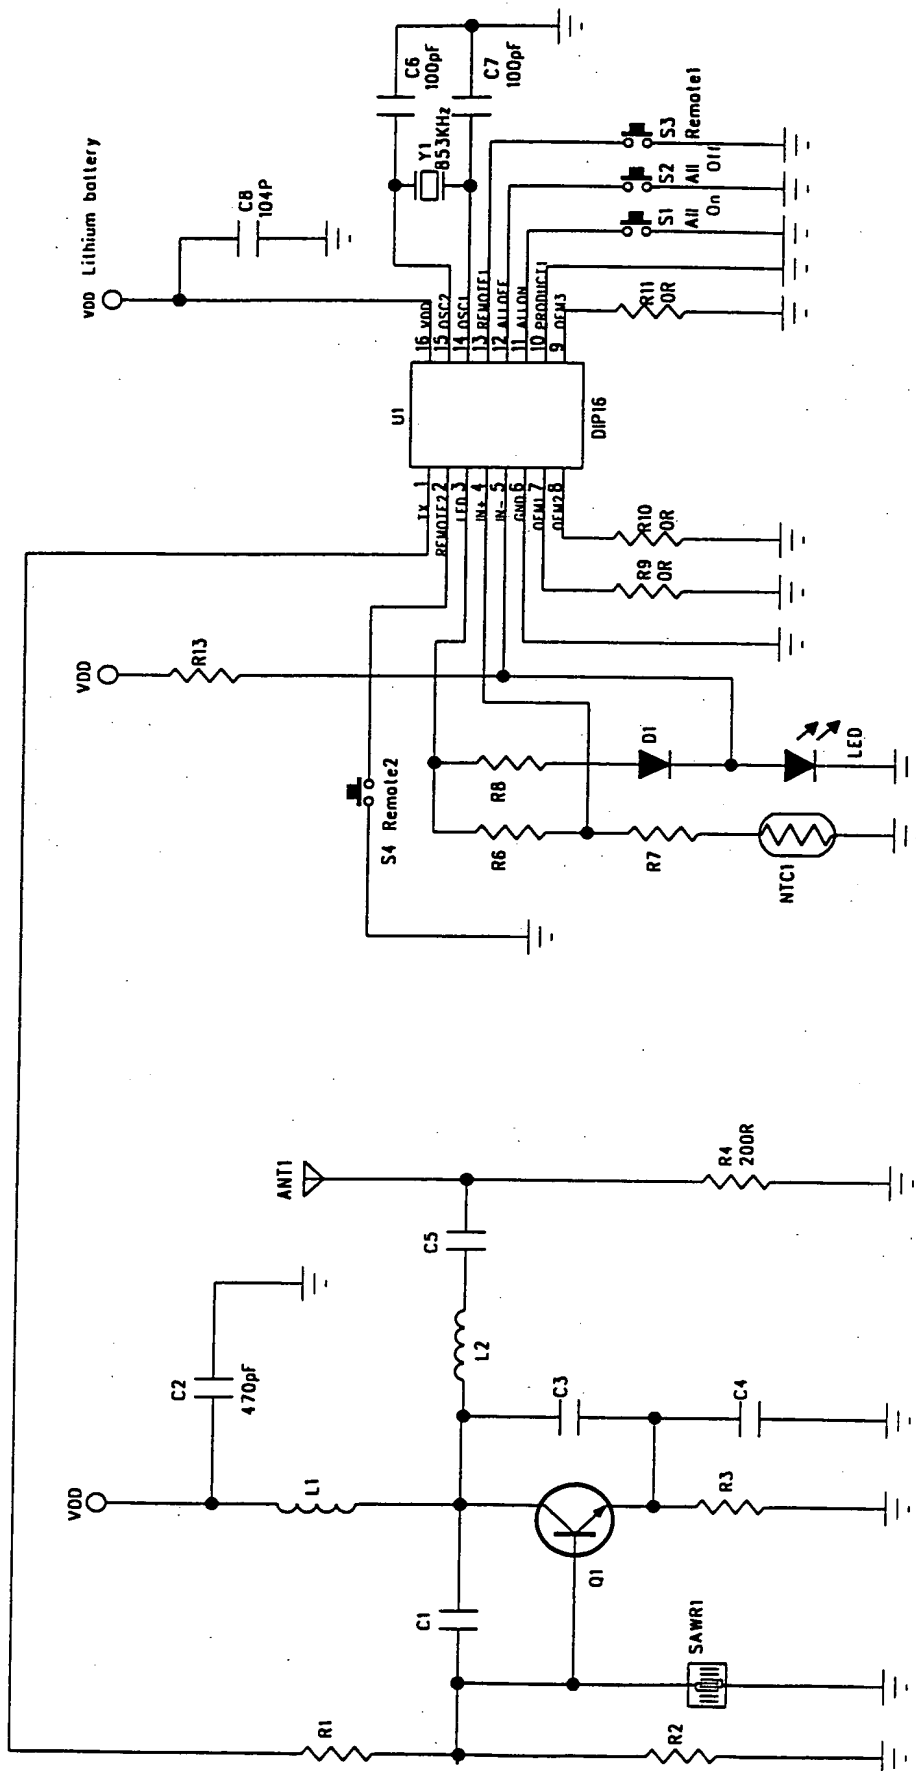 VDD Lithium battery
C8
104P
C6
100pF
C7
100pF
Y1
853KHz
S3
Remote1
S2
All Off
S1
All On
R11
0R
16 VDD
15 OSC2
14 OSC1
13 REMOTE1
12 ALLOFF
11 ALLON
10 PRODUCT1
9 OEM3
U1
DIP16
TX 1
REMOTE2 2
LED 3
IN+ 4
IN- 5
GND 6
OEM1 7
OEM2 8
R10
0R
R9
0R
VDD
R13
S4 Remote2
R8
D1
LED
R6
R7
NTC1
ANT1
C5
R4
200R
L2
C2
470pF
VDD
L1
C3
C4
R3
Q1
C1
SAWR1
R1
R2